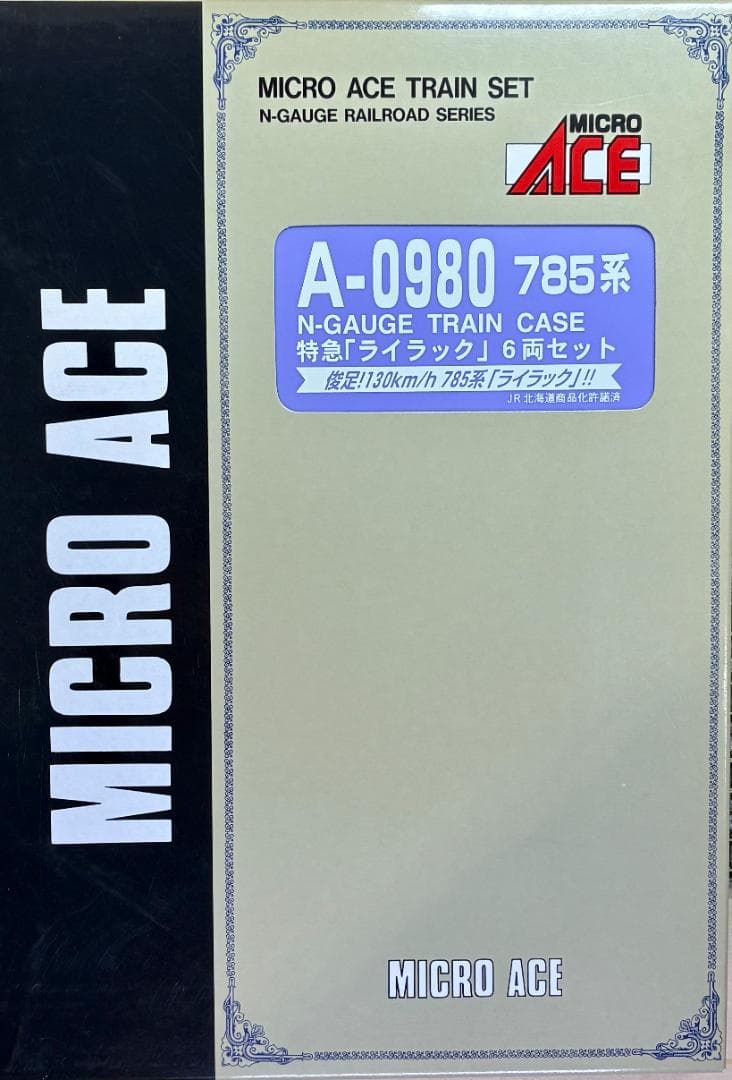 MICRO ACE
MICRO ACE TRAIN SET
N-GAUGE RAILROAD SERIES
MICRO
ACE
A-0980 785系
N-GAUGE TRAIN CASE
特急「ライラック」6両セット
俊足!130km/h 785系「ライラック」!!
JR北海道商品化許諾済
MICRO ACE